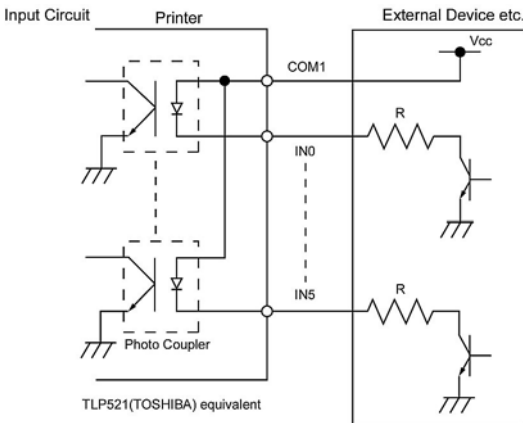 Input Circuit
Printer
External Device etc.
Vcc
COM1
R
IN0
R
IN5
Photo Coupler
TLP521(TOSHIBA) equivalent